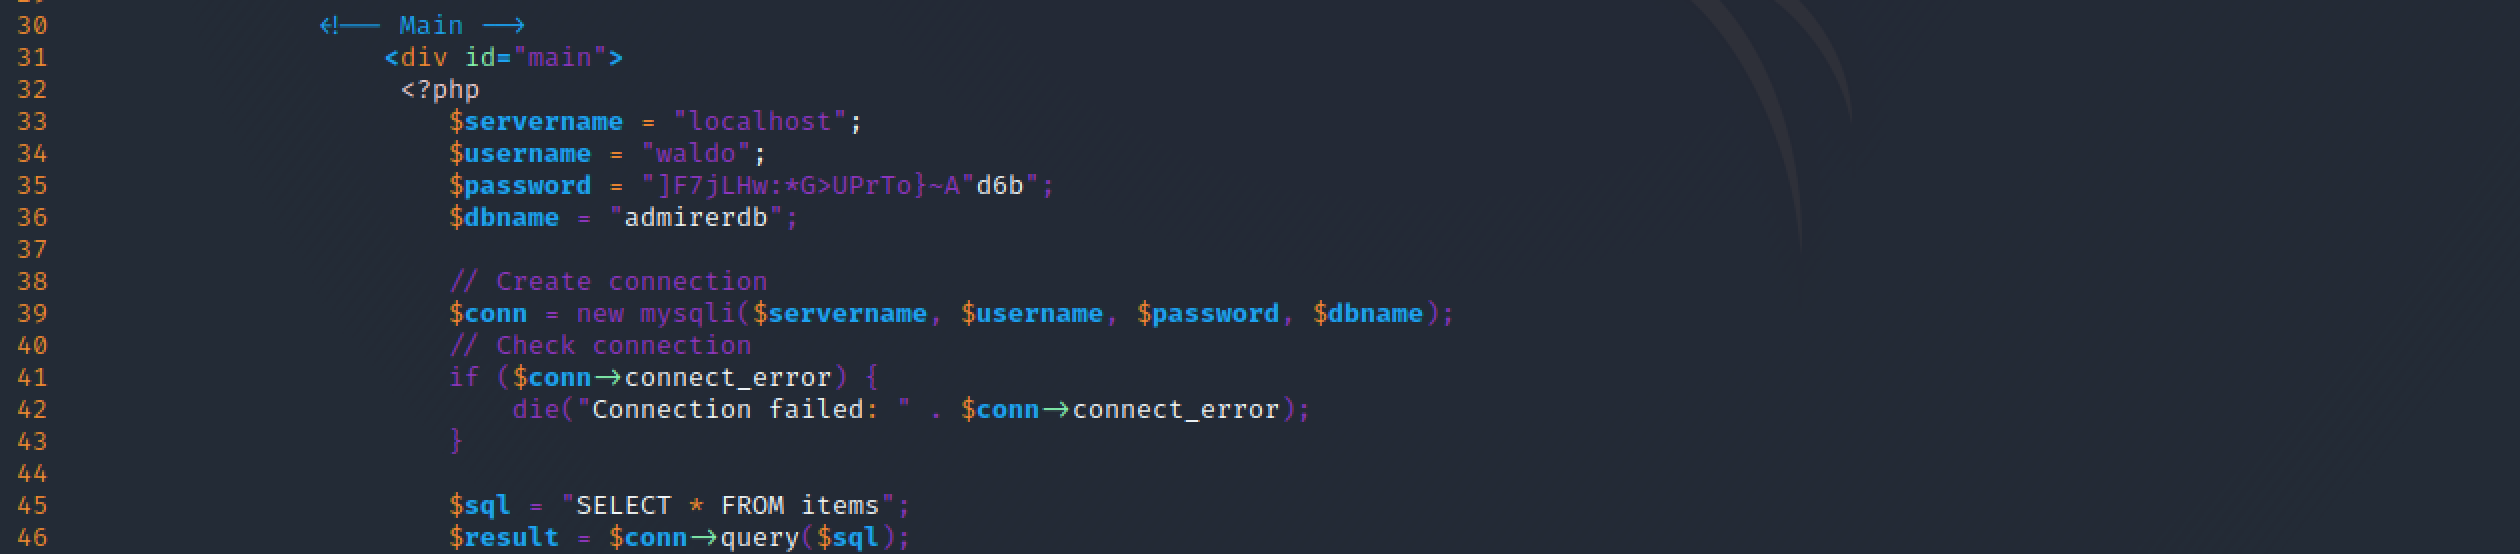 30 <!-- Main -->
31 <div id="main">
32 <?php
33 $servername = "localhost";
34 $username = "waldo";
35 $password = "]F7jLHw:*G>UPrTo}~A"d6b";
36 $dbname = "admirerdb";
37
38 // Create connection
39 $conn = new mysqli($servername, $username, $password, $dbname);
40 // Check connection
41 if ($conn->connect_error) {
42 die("Connection failed: " . $conn->connect_error);
43 }
44
45 $sql = "SELECT * FROM items";
46 $result = $conn->query($sql);